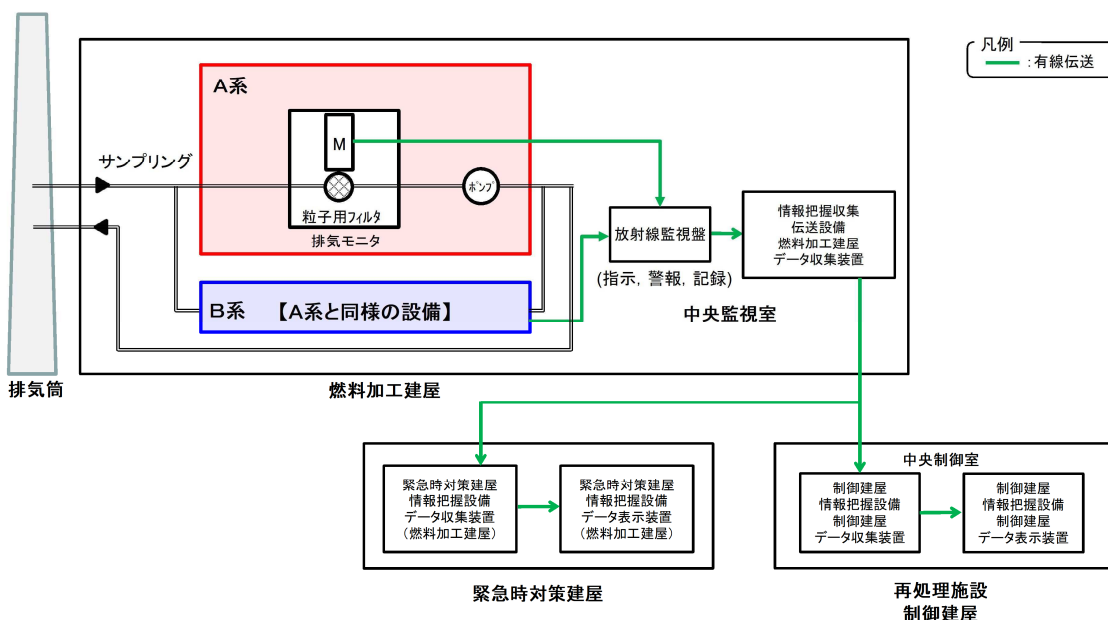 凡例
：有線伝送
A系
M
サンプリング
ポンプ
粒子用フィルタ
排気モニタ
放射線監視盤
(指示，警報，記録)
情報把握収集
伝送設備
燃料加工建屋
データ収集装置
中央監視室
B系 【A系と同様の設備】
排気筒
燃料加工建屋
緊急時対策建屋
情報把握設備
データ収集装置
(燃料加工建屋)
緊急時対策建屋
情報把握設備
データ表示装置
(燃料加工建屋)
緊急時対策建屋
中央制御室
制御建屋
情報把握設備
制御建屋
データ収集装置
制御建屋
情報把握設備
制御建屋
データ表示装置
再処理施設
制御建屋